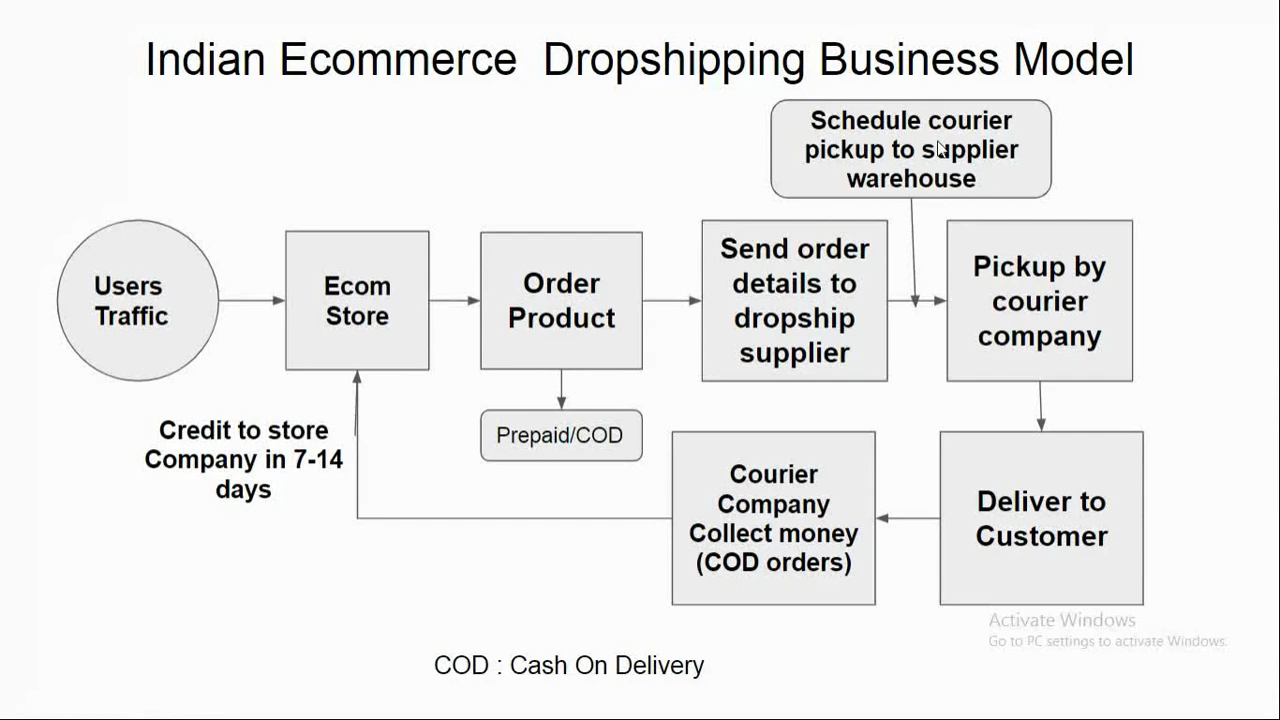 Indian Ecommerce  Dropshipping Business Model
Schedule courier
pickup to supplier
warehouse
Users
Traffic
Ecom
Store
Order
Product
Send order
details to
dropship
supplier
Pickup by
courier
company
Credit to store
Company in 7-14
days
Prepaid/COD
Courier
Company
Collect money
(COD orders)
Deliver to
Customer
Activate Windows
Go to PC settings to activate Windows.
COD : Cash On Delivery